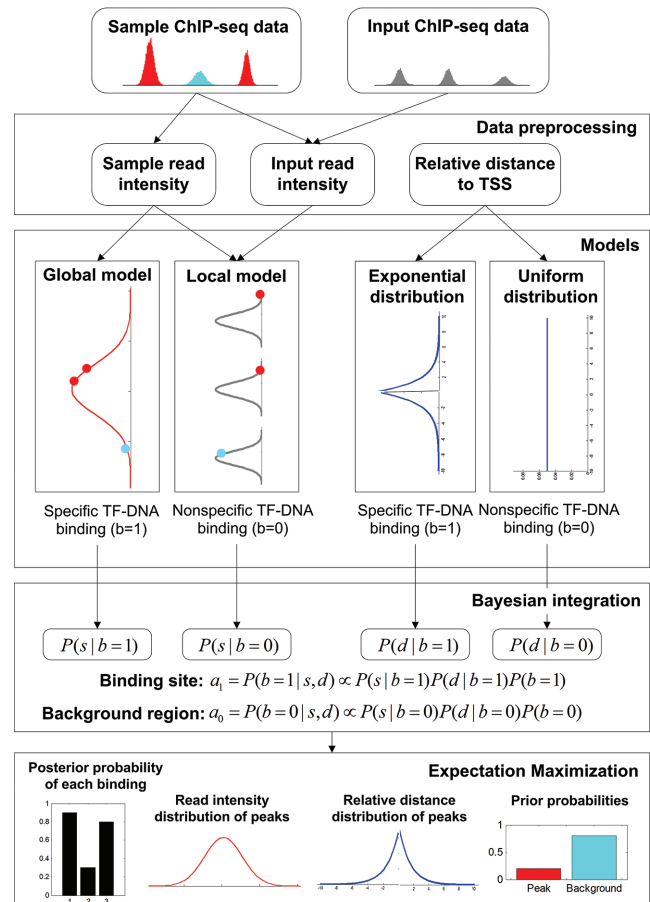 Sample ChIP-seq data
Input ChIP-seq data
Data preprocessing
Sample read
intensity
Input read
intensity
Relative distance
to TSS
Models
Global model
Local model
Exponential
distribution
Uniform
distribution
Specific TF-DNA
binding (b=1)
Nonspecific TF-DNA
binding (b=0)
Specific TF-DNA
binding (b=1)
Nonspecific TF-DNA
binding (b=0)
Bayesian integration
P(s|b=1)
P(s|b=0)
P(d|b=1)
P(d|b=0)
Binding site: a₁ = P(b=1|s,d) ∝ P(s|b=1)P(d|b=1)P(b=1)
Background region: a₀ = P(b=0|s,d) ∝ P(s|b=0)P(d|b=0)P(b=0)
Expectation Maximization
Posterior probability
of each binding
1
0.8
0.6
0.4
0.2
0
1 2 3
Read intensity
distribution of peaks
Relative distance
distribution of peaks
Prior probabilities
1
0.5
0
Peak
Background